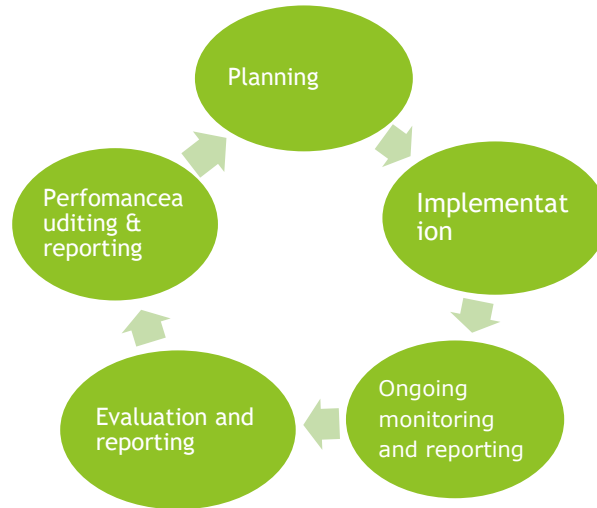 Planning
Implementat
ion
Ongoing
monitoring
and reporting
Evaluation and
reporting
Perfomancea
uditing &
reporting